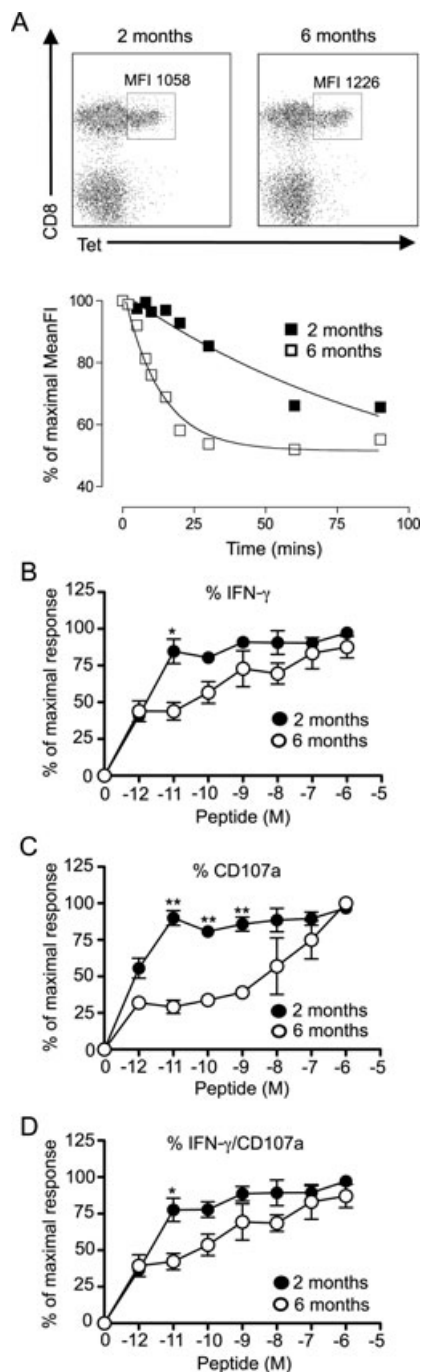 A
2 months
6 months
MFI 1058
MFI 1226
CD8
Tet
% of maximal MeanFI
100
80
60
40
2 months
6 months
0 25 50 75 100
Time (mins)
B
% IFN-γ
% of maximal response
125
100
75
50
25
0
*
2 months
6 months
0 -12 -11 -10 -9 -8 -7 -6 -5
Peptide (M)
C
% CD107a
% of maximal response
125
100
75
50
25
0
** ** **
2 months
6 months
0 -12 -11 -10 -9 -8 -7 -6 -5
Peptide (M)
D
% IFN-γ/CD107a
% of maximal response
125
100
75
50
25
0
*
2 months
6 months
0 -12 -11 -10 -9 -8 -7 -6 -5
Peptide (M)